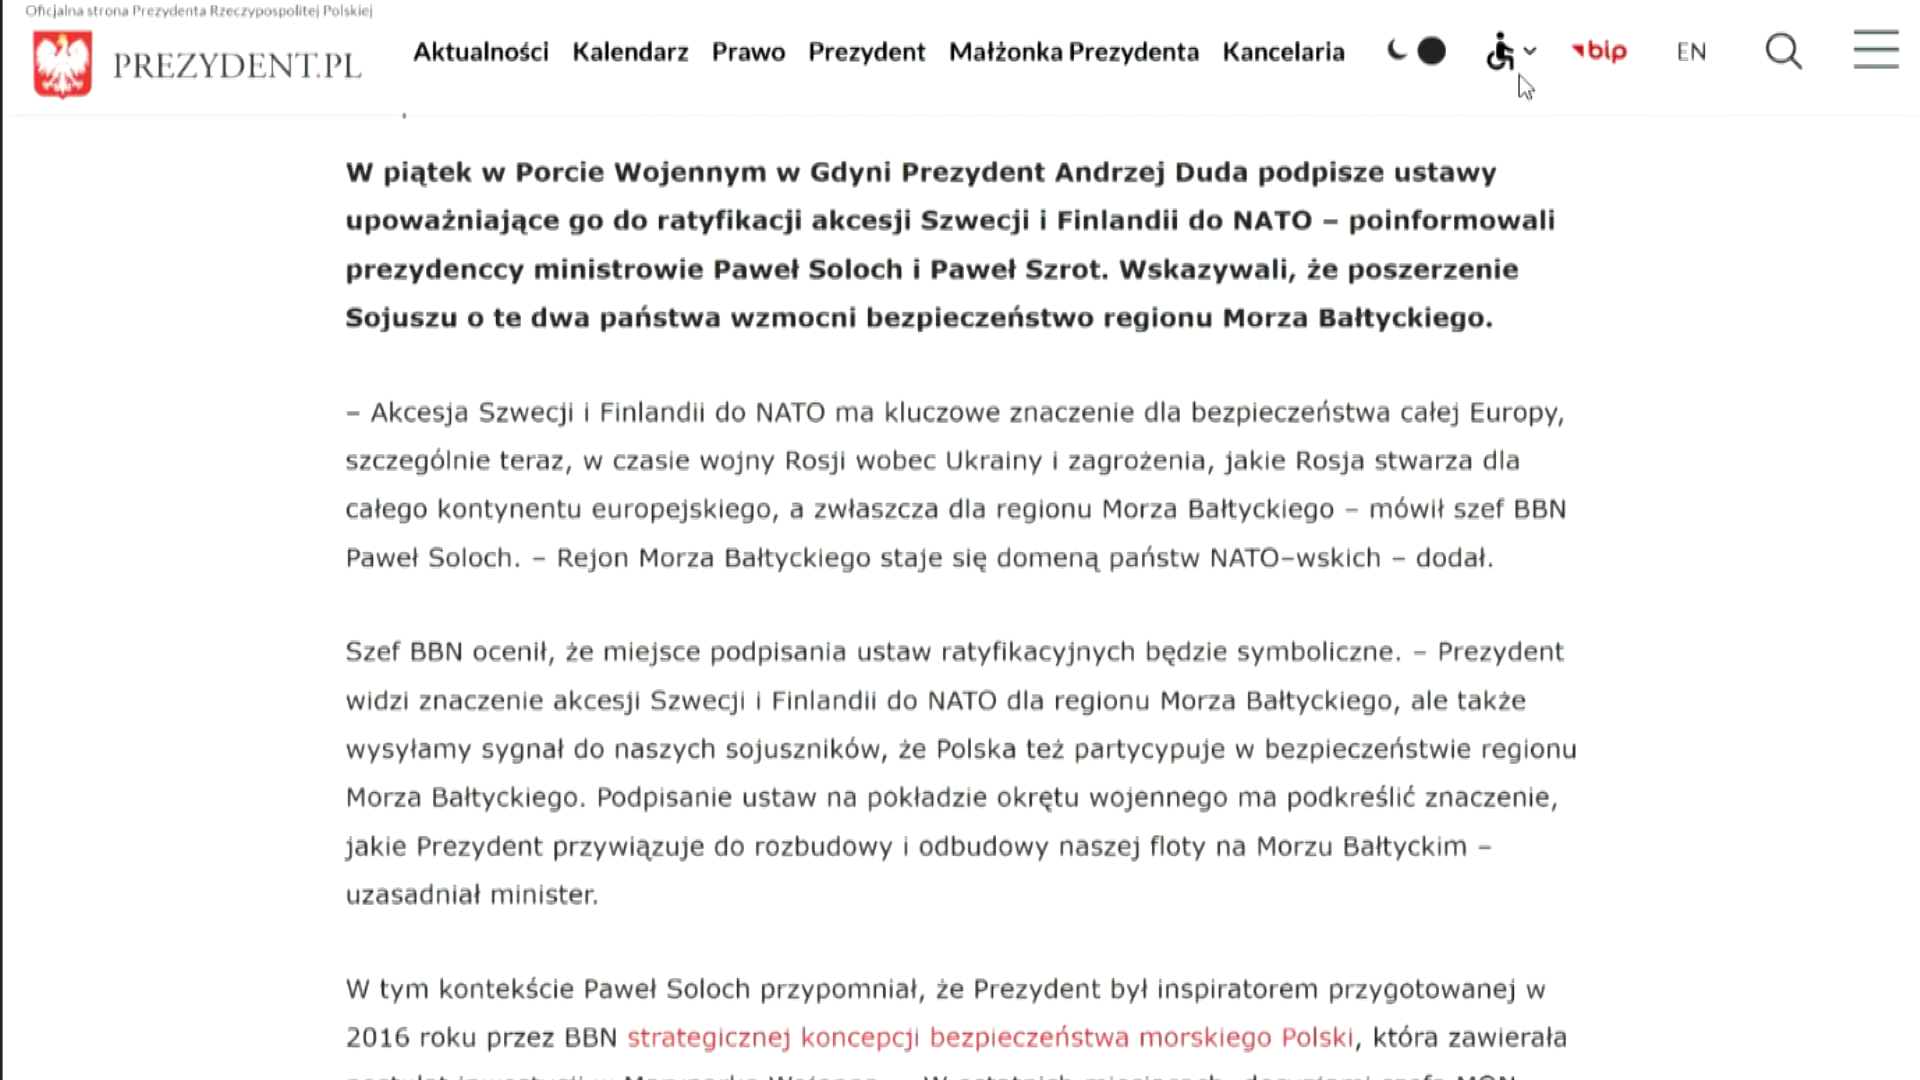 Oficjalna strona Prezydenta Rzeczypospolitej Polskiej
PREZYDENT.PL
Aktualności Kalendarz Prawo Prezydent Małżonka Prezydenta Kancelaria bip EN
W piątek w Porcie Wojennym w Gdyni Prezydent Andrzej Duda podpisze ustawy
upoważniające go do ratyfikacji akcesji Szwecji i Finlandii do NATO – poinformowali
prezydenccy ministrowie Paweł Soloch i Paweł Szrot. Wskazywali, że poszerzenie
Sojuszu o te dwa państwa wzmocni bezpieczeństwo regionu Morza Bałtyckiego.
– Akcesja Szwecji i Finlandii do NATO ma kluczowe znaczenie dla bezpieczeństwa całej Europy,
szczególnie teraz, w czasie wojny Rosji wobec Ukrainy i zagrożenia, jakie Rosja stwarza dla
całego kontynentu europejskiego, a zwłaszcza dla regionu Morza Bałtyckiego – mówił szef BBN
Paweł Soloch. – Rejon Morza Bałtyckiego staje się domeną państw NATO–wskich – dodał.
Szef BBN ocenił, że miejsce podpisania ustaw ratyfikacyjnych będzie symboliczne. – Prezydent
widzi znaczenie akcesji Szwecji i Finlandii do NATO dla regionu Morza Bałtyckiego, ale także
wysyłamy sygnał do naszych sojuszników, że Polska też partycypuje w bezpieczeństwie regionu
Morza Bałtyckiego. Podpisanie ustaw na pokładzie okrętu wojennego ma podkreślić znaczenie,
jakie Prezydent przywiązuje do rozbudowy i odbudowy naszej floty na Morzu Bałtyckim –
uzasadniał minister.
W tym kontekście Paweł Soloch przypomniał, że Prezydent był inspiratorem przygotowanej w
2016 roku przez BBN strategicznej koncepcji bezpieczeństwa morskiego Polski, która zawierała